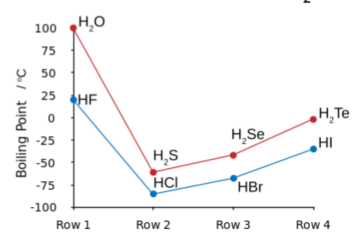 2
100
H₂O
75
50
25
HF
0
H₂Te
-25
H₂Se
HI
-50
H₂S
-75
HCl
HBr
-100
Boiling Point / °C
Row 1 Row 2 Row 3 Row 4